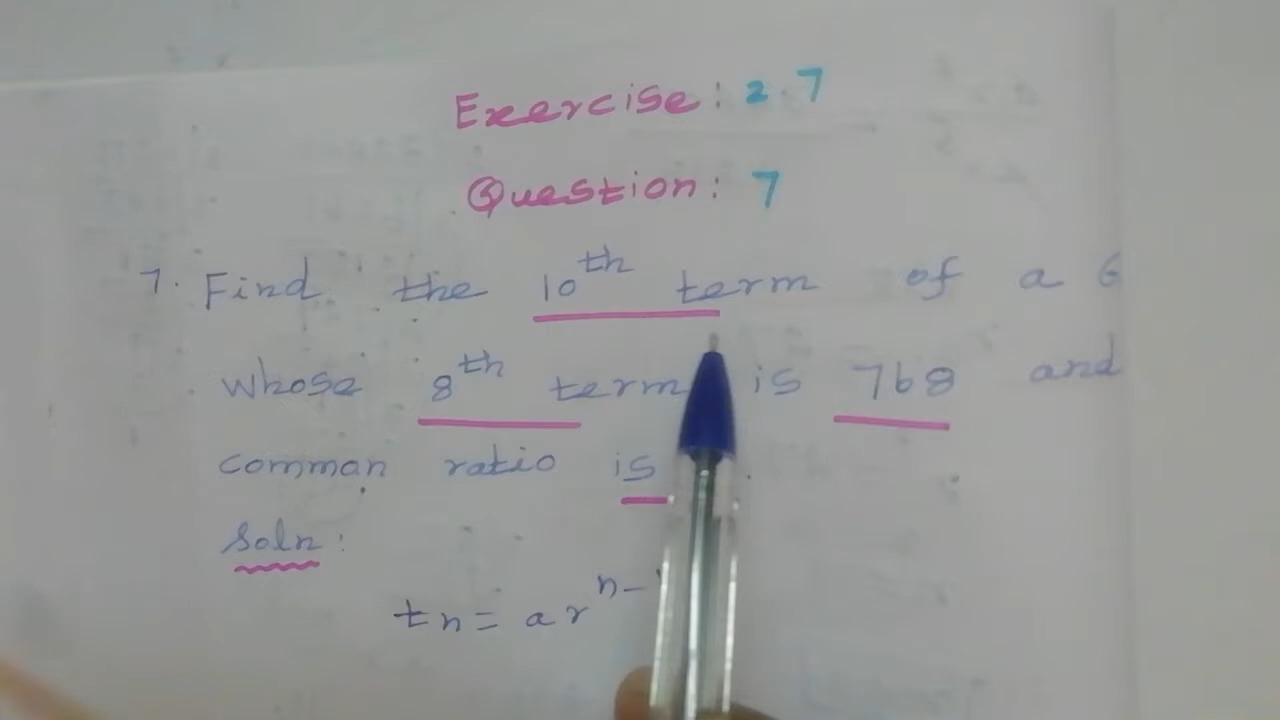 Exercise: 2.7
Question: 7
7. Find the 10th term of a G
whose 8th term is 768 and
common ratio is
Soln:
tn = ar^n-